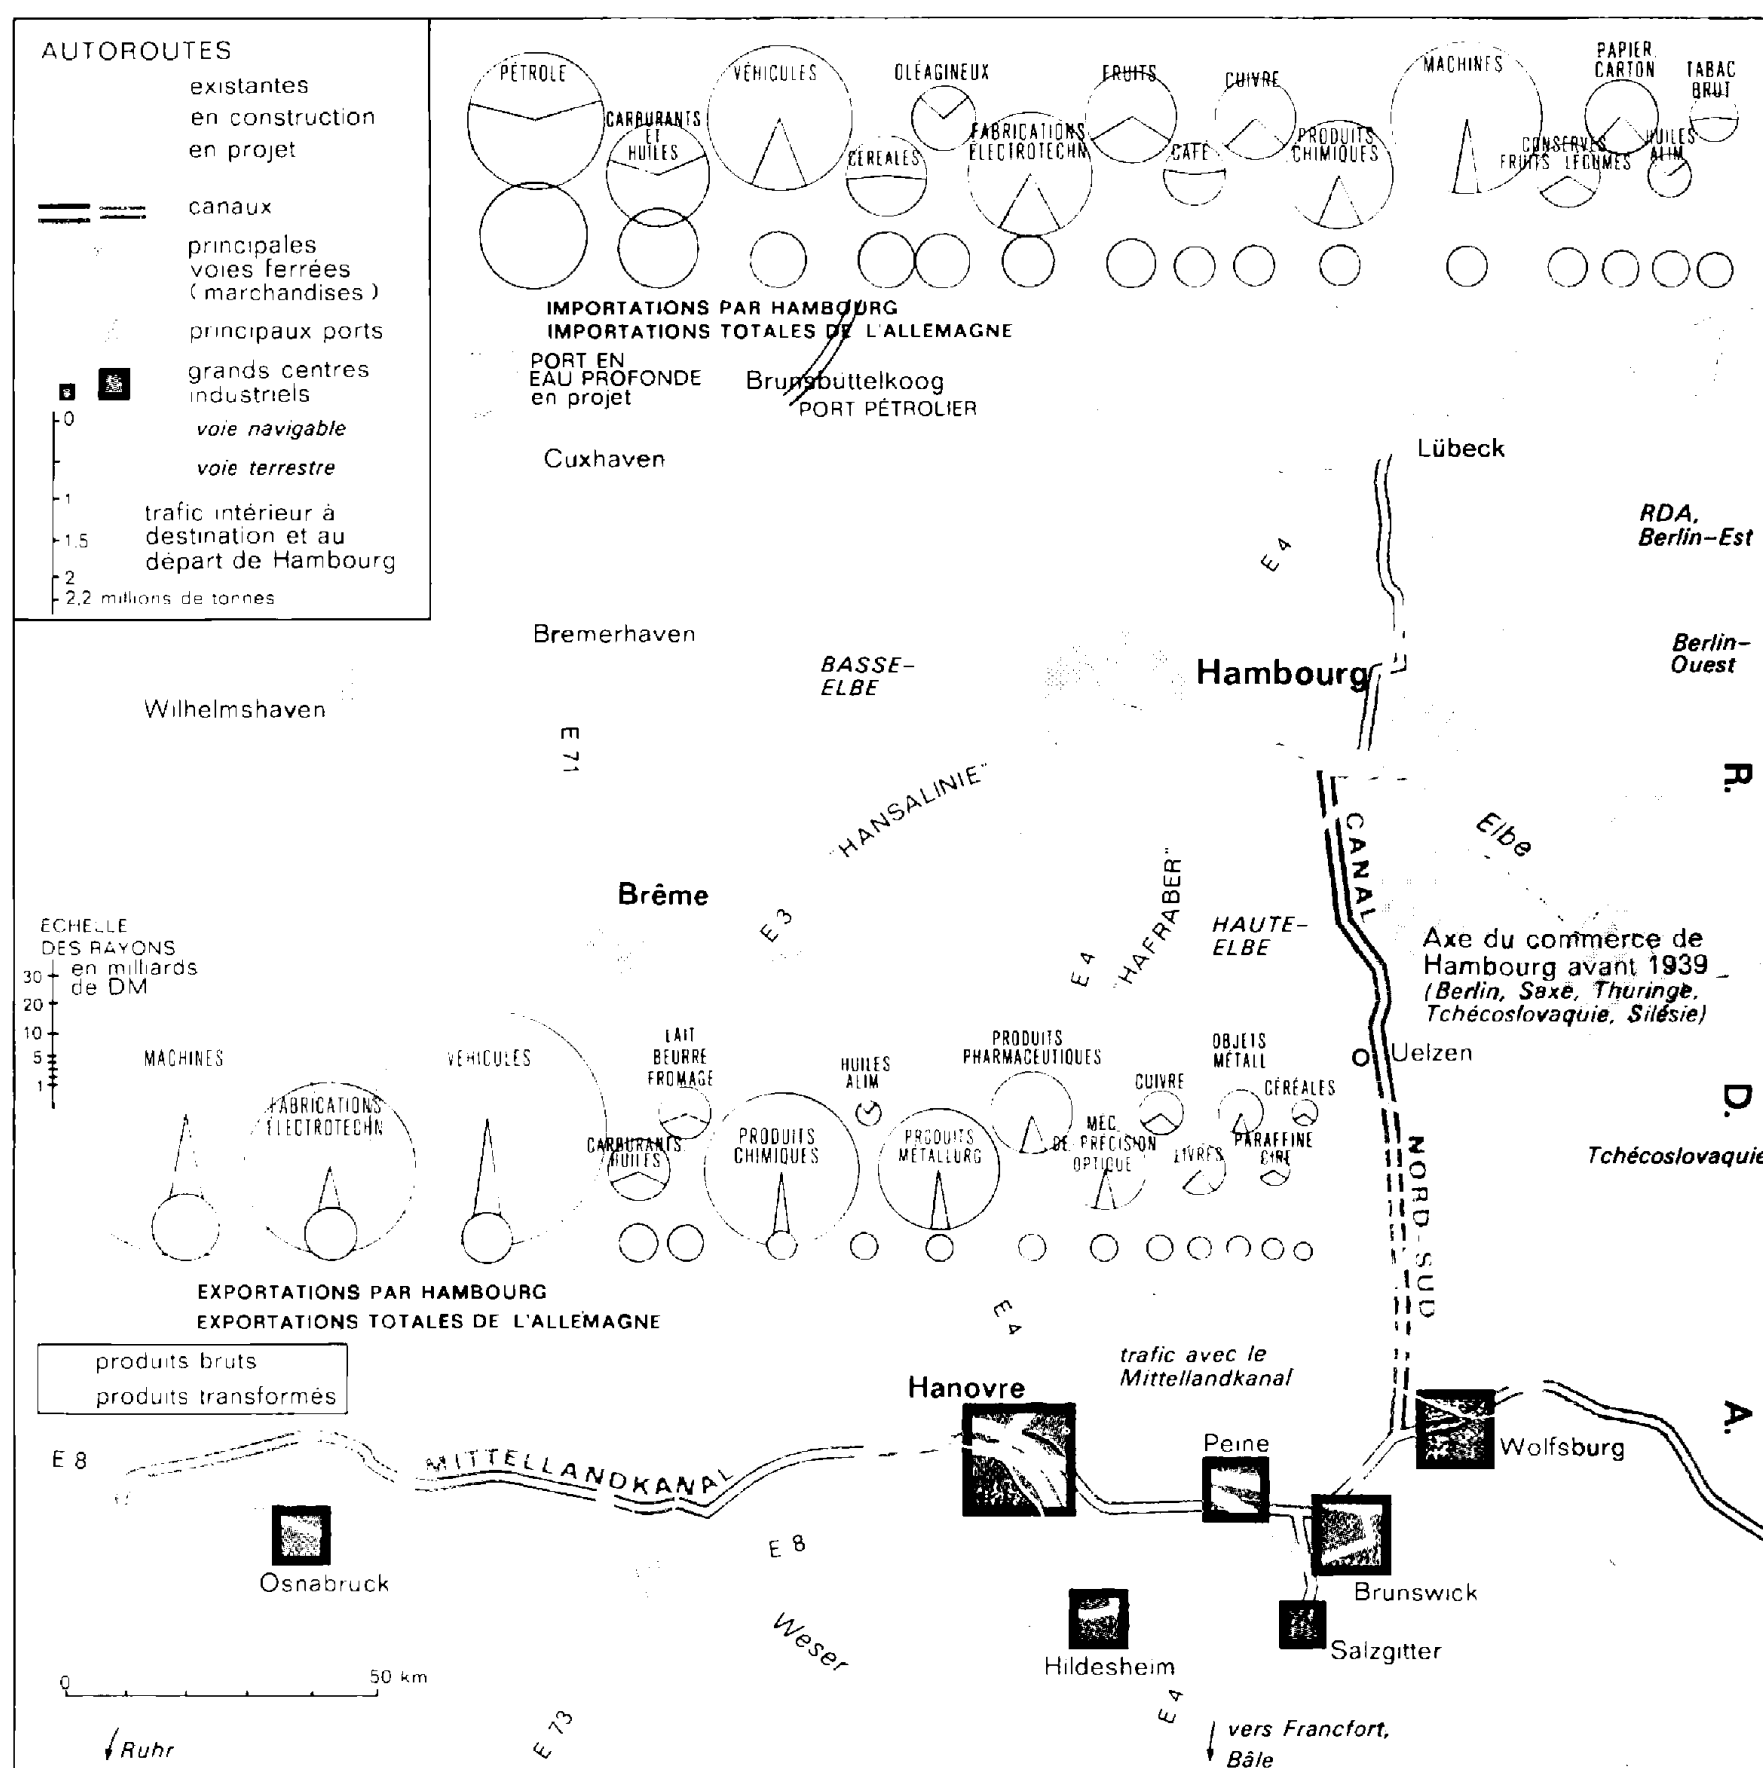 AUTOROUTES
existantes
en construction
en projet
canaux
principales
voies ferrées
(marchandises)
principaux ports
grands centres
industriels
0
voie navigable
voie terrestre
1
1.5
2
2,2 millions de tonnes
trafic intérieur à
destination et au
départ de Hambourg
PÉTROLE
CARBURANTS
ET
HUILES
VÉHICULES
CÉREALES
OLÉAGINEUX
FABRICATIONS
ÉLECTROTECHN
FRUITS
CAFÉ
CUIVRE
PRODUITS
CHIMIQUES
MACHINES
CONSERVES
FRUITS LÉGUMES
PAPIER
CARTON
HUILES
ALIM
TABAC
BRUT
IMPORTATIONS PAR HAMBOURG
IMPORTATIONS TOTALES DE L'ALLEMAGNE
PORT EN
EAU PROFONDE
en projet
Brunsbüttelkoog
PORT PÉTROLIER
Cuxhaven
Lübeck
RDA,
Berlin-Est
E 4
Bremerhaven
BASSE-
ELBE
Hambourg
Berlin-
Ouest
Wilhelmshaven
E 71
"HANSALINIE"
R.
CANAL
Elbe
Brême
E 3
"HAFRABER"
E 4
HAUTE-
ELBE
Axe du commerce de
Hambourg avant 1939
(Berlin, Saxe, Thuringe,
Tchécoslovaquie, Silésie)
ÉCHELLE
DES RAYONS
en milliards
de DM
30
20
10
5
1
Uelzen
D.
MACHINES
FABRICATIONS
ÉLECTROTECHN
VÉHICULES
LAIT
BEURRE
FROMAGE
CARBURANTS
HUILES
PRODUITS
CHIMIQUES
HUILES
ALIM
PRODUITS
METALLURG
PRODUITS
PHARMACEUTIQUES
MÉC.
DE PRÉCISION
OPTIQUE
CUIVRE
LIVRES
OBJETS
MÉTALL
PARAFFINE
CIRE
CÉRÉALES
NORD-SUD
Tchécoslovaquie
EXPORTATIONS PAR HAMBOURG
EXPORTATIONS TOTALES DE L'ALLEMAGNE
produits bruts
produits transformés
E 4
trafic avec le
Mittellandkanal
Hanovre
A.
E 8
MITTELLANDKANAL
Peine
Wolfsburg
Osnabruck
E 8
Brunswick
Weser
Hildesheim
Salzgitter
0
50 km
Ruhr
E 73
E 4
vers Francfort,
Bâle